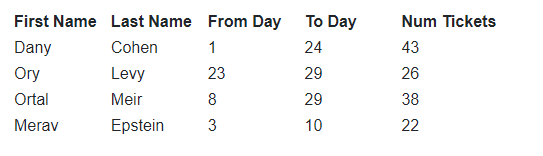 First Name Last Name From Day To Day Num Tickets
Dany Cohen 1 24 43
Ory Levy 23 29 26
Ortal Meir 8 29 38
Merav Epstein 3 10 22